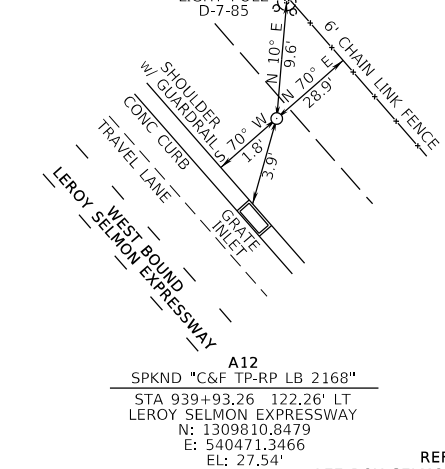 LIGHT POLE
D-7-85
6' CHAIN LINK FENCE
N 10° E
9.6'
N 70° E
28.9'
SHOULDER
w/ GUARDRAIL
S 70° W
1.8'
3.9'
CONC CURB
TRAVEL LANE
GRATE
INLET
WEST BOUND
LEROY SELMON EXPRESSWAY
A12
SPKND "C&F TP-RP LB 2168"
STA 939+93.26 122.26' LT
LEROY SELMON EXPRESSWAY
N: 1309810.8479
E: 540471.3466
EL: 27.54'